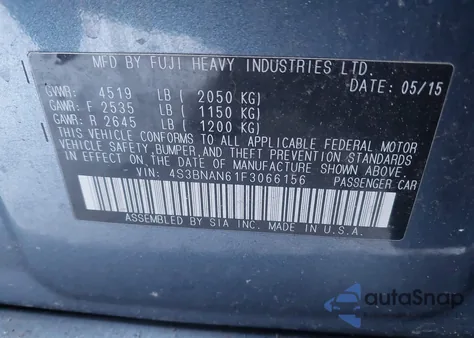 MFD BY FUJI HEAVY INDUSTRIES LTD.
DATE: 05/15
GVWR: 4519 LB (2050 KG)
GAWR: F 2535 LB (1150 KG)
GAWR: R 2645 LB (1200 KG)
THIS VEHICLE CONFORMS TO ALL APPLICABLE FEDERAL MOTOR
VEHICLE SAFETY, BUMPER, AND THEFT PREVENTION STANDARDS
IN EFFECT ON THE DATE OF MANUFACTURE SHOWN ABOVE.
VIN: 4S3BNAN61F3066156 PASSENGER CAR
ASSEMBLED BY SIA INC. MADE IN U.S.A.
autoSnap